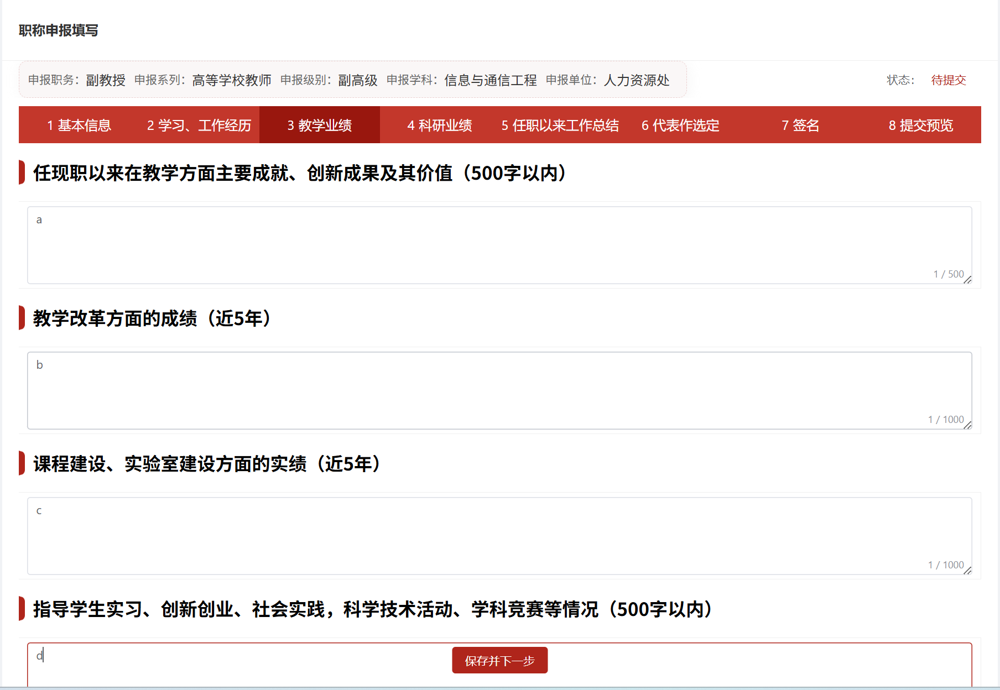 职称申报填写
申报职务：副教授 申报系列：高等学校教师 申报级别：副高级 申报学科：信息与通信工程 申报单位：人力资源处 状态： 待提交
1 基本信息 2 学习、工作经历 3 教学业绩 4 科研业绩 5 任职以来工作总结 6 代表作选定 7 签名 8 提交预览
任现职以来在教学方面主要成就、创新成果及其价值（500字以内）
a
1 / 500
教学改革方面的成绩（近5年）
b
1 / 1000
课程建设、实验室建设方面的实绩（近5年）
c
1 / 1000
指导学生实习、创新创业、社会实践，科学技术活动、学科竞赛等情况（500字以内）
d
保存并下一步